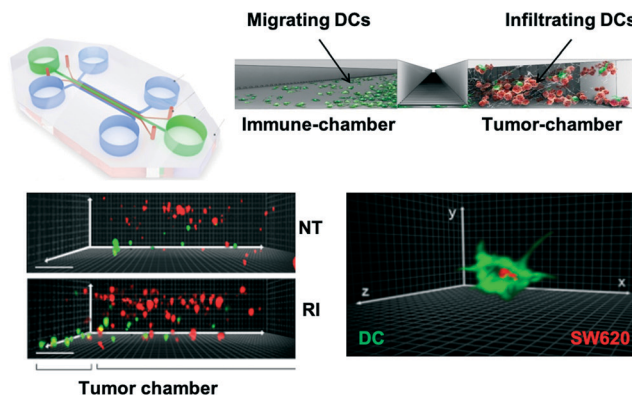 Migrating DCs
Infiltrating DCs
Immune-chamber
Tumor-chamber
NT
RI
Tumor chamber
y
z
x
DC
SW620